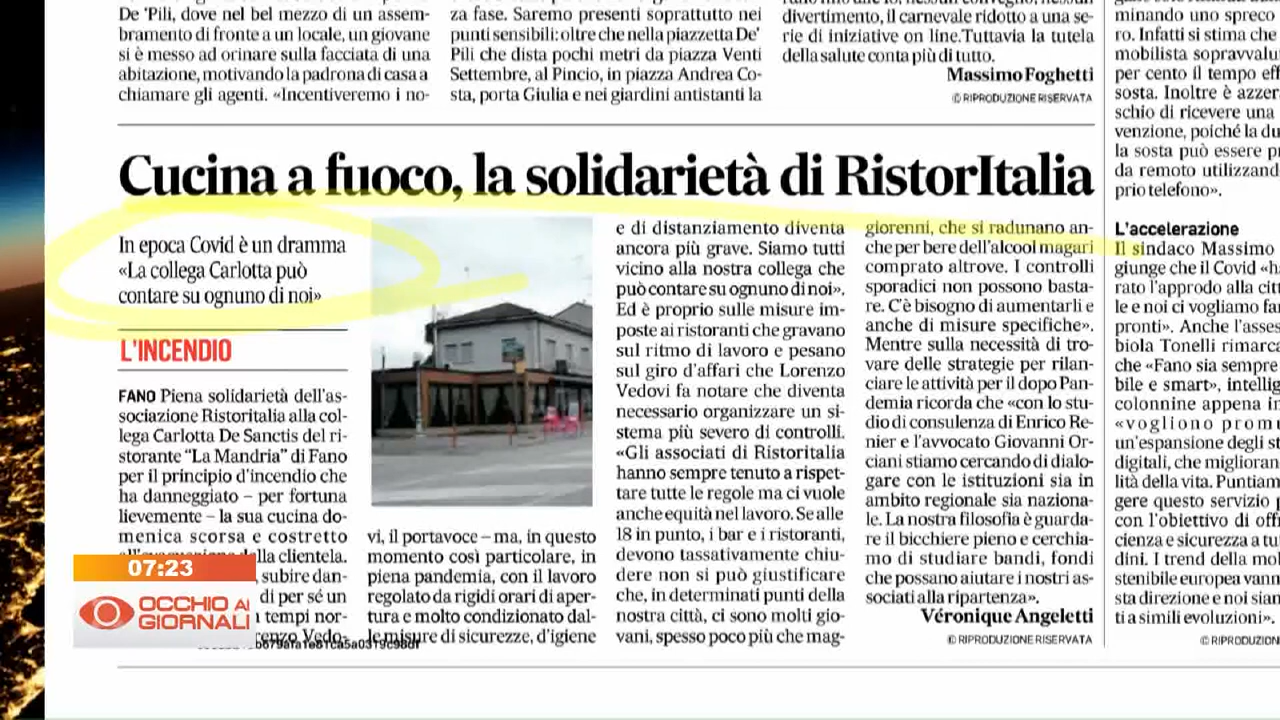 De 'Pili, dove nel bel mezzo di un assem-
bramento di fronte a un locale, un giovane
si è messo ad orinare sulla facciata di una
abitazione, motivando la padrona di casa a
chiamare gli agenti. «Incentiveremo i no-
za fase. Saremo presenti soprattutto nei
punti sensibili: oltre che nella piazzetta De'
Pili che dista pochi metri da piazza Venti
Settembre, al Pincio, in piazza Andrea Co-
sta, porta Giulia e nei giardini antistanti la
divertimento, il carnevale ridotto a una se-
rie di iniziative on line.Tuttavia la tutela
della salute conta più di tutto.
Massimo Foghetti
© RIPRODUZIONE RISERVATA
Cucina a fuoco, la solidarietà di RistorItalia
In epoca Covid è un dramma
«La collega Carlotta può
contare su ognuno di noi»
L'INCENDIO
FANO Piena solidarietà dell'as-
sociazione Ristoritalia alla col-
lega Carlotta De Sanctis del ri-
storante “La Mandria” di Fano
per il principio d'incendio che
ha danneggiato – per fortuna
lievemente – la sua cucina do-
menica scorsa e costretto
lla clientela.
subire dan-
di per sé un
tempi nor-
vi, il portavoce – ma, in questo
momento così particolare, in
piena pandemia, con il lavoro
regolato da rigidi orari di aper-
tura e molto condizionato dal-
le misure di sicurezze, d'igiene
e di distanziamento diventa
ancora più grave. Siamo tutti
vicino alla nostra collega che
può contare su ognuno di noi».
Ed è proprio sulle misure im-
poste ai ristoranti che gravano
sul ritmo di lavoro e pesano
sul giro d'affari che Lorenzo
Vedovi fa notare che diventa
necessario organizzare un si-
stema più severo di controlli.
«Gli associati di Ristoritalia
hanno sempre tenuto a rispet-
tare tutte le regole ma ci vuole
anche equità nel lavoro. Se alle
18 in punto, i bar e i ristoranti,
devono tassativamente chiu-
dere non si può giustificare
che, in determinati punti della
nostra città, ci sono molti gio-
vani, spesso poco più che mag-
giorenni, che si radunano an-
che per bere dell'alcool magari
comprato altrove. I controlli
sporadici non possono basta-
re. C'è bisogno di aumentarli e
anche di misure specifiche».
Mentre sulla necessità di tro-
vare delle strategie per rilan-
ciare le attività per il dopo Pan-
demia ricorda che «con lo stu-
dio di consulenza di Enrico Re-
nier e l'avvocato Giovanni Or-
ciani stiamo cercando di dialo-
gare con le istituzioni sia in
ambito regionale sia naziona-
le. La nostra filosofia è guarda-
re il bicchiere pieno e cerchia-
mo di studiare bandi, fondi
che possano aiutare i nostri as-
sociati alla ripartenza».
Véronique Angeletti
© RIPRODUZIONE RISERVATA
minando uno spreco
ro. Infatti si stima che
mobilista sopravvalu
per cento il tempo eff
sosta. Inoltre è azzer
schio di ricevere una
venzione, poiché la du
la sosta può essere p
da remoto utilizzand
prio telefono».
L'accelerazione
Il sindaco Massimo
giunge che il Covid «h
rato l'approdo alla cit
le e noi ci vogliamo fa
pronti». Anche l'asses
biola Tonelli rimarca
che «Fano sia sempre
bile e smart», intellig
colonnine appena in
«vogliono promu
un'espansione degli st
digitali, che miglioran
lità della vita. Puntiam
gere questo servizio p
con l'obiettivo di off
cienza e sicurezza a tu
dini. I trend della mo
stenibile europea vann
sta direzione e noi sian
ti a simili evoluzioni».
© RIPRODUZION
07:23
OCCHIO AI
GIORNALI